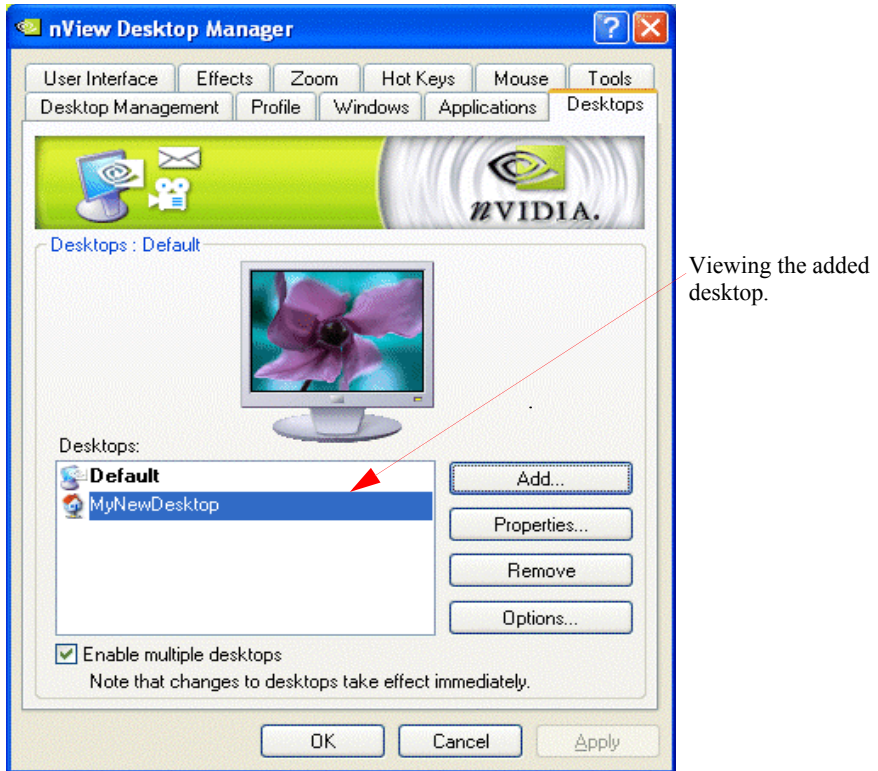 nView Desktop Manager
User Interface Effects Zoom Hot Keys Mouse Tools
Desktop Management Profile Windows Applications Desktops
nVIDIA.
Desktops : Default
Viewing the added
desktop.
Desktops:
Default
MyNewDesktop
Add...
Properties...
Remove
Options...
Enable multiple desktops
Note that changes to desktops take effect immediately.
OK Cancel Apply